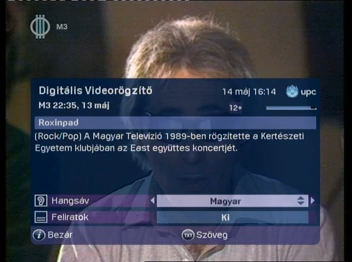 M3
Digitális Videorögzítő
14 máj 16:14
upc
M3 22:35, 13 máj
12+
Roxinpad
(Rock/Pop) A Magyar Televízió 1989-ben rögzítette a Kertészeti
Egyetem klubjában az East együttes koncertjét.
Hangsáv
Magyar
Feliratok
Ki
i Bezár
TXT Szöveg